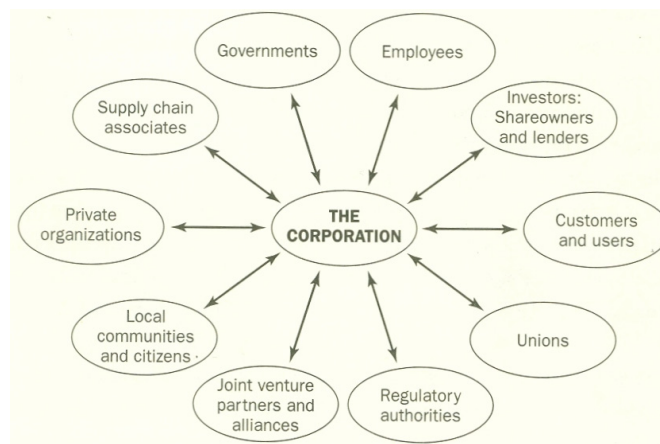 Governments
Employees
Supply chain
associates
Investors:
Shareowners
and lenders
Private
organizations
THE
CORPORATION
Customers
and users
Local
communities
and citizens
Unions
Joint venture
partners and
alliances
Regulatory
authorities